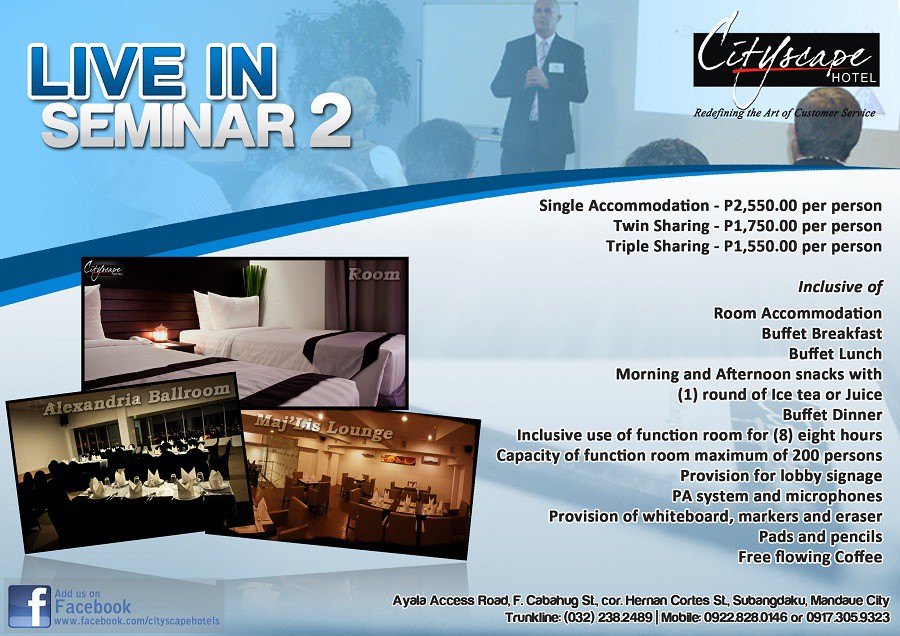 LIVE IN
SEMINAR 2
Cityscape
HOTEL
Redefining the Art of Customer Service
Single Accommodation - P2,550.00 per person
Twin Sharing - P1,750.00 per person
Triple Sharing - P1,550.00 per person
Inclusive of
Room Accommodation
Buffet Breakfast
Buffet Lunch
Morning and Afternoon snacks with
(1) round of Ice tea or Juice
Buffet Dinner
Inclusive use of function room for (8) eight hours
Capacity of function room maximum of 200 persons
Provision for lobby signage
PA system and microphones
Provision of whiteboard, markers and eraser
Pads and pencils
Free flowing Coffee
Cityscape
HOTEL
Room
Alexandria Ballroom
Maj'Lis Lounge
f
Add us on
Facebook
www.facebook.com/cityscapehotels
Ayala Access Road, F. Cabahug St., cor. Hernan Cortes St., Subangdaku, Mandaue City
Trunkline: (032) 238.2489 | Mobile: 0922.828.0146 or 0917.305.9323